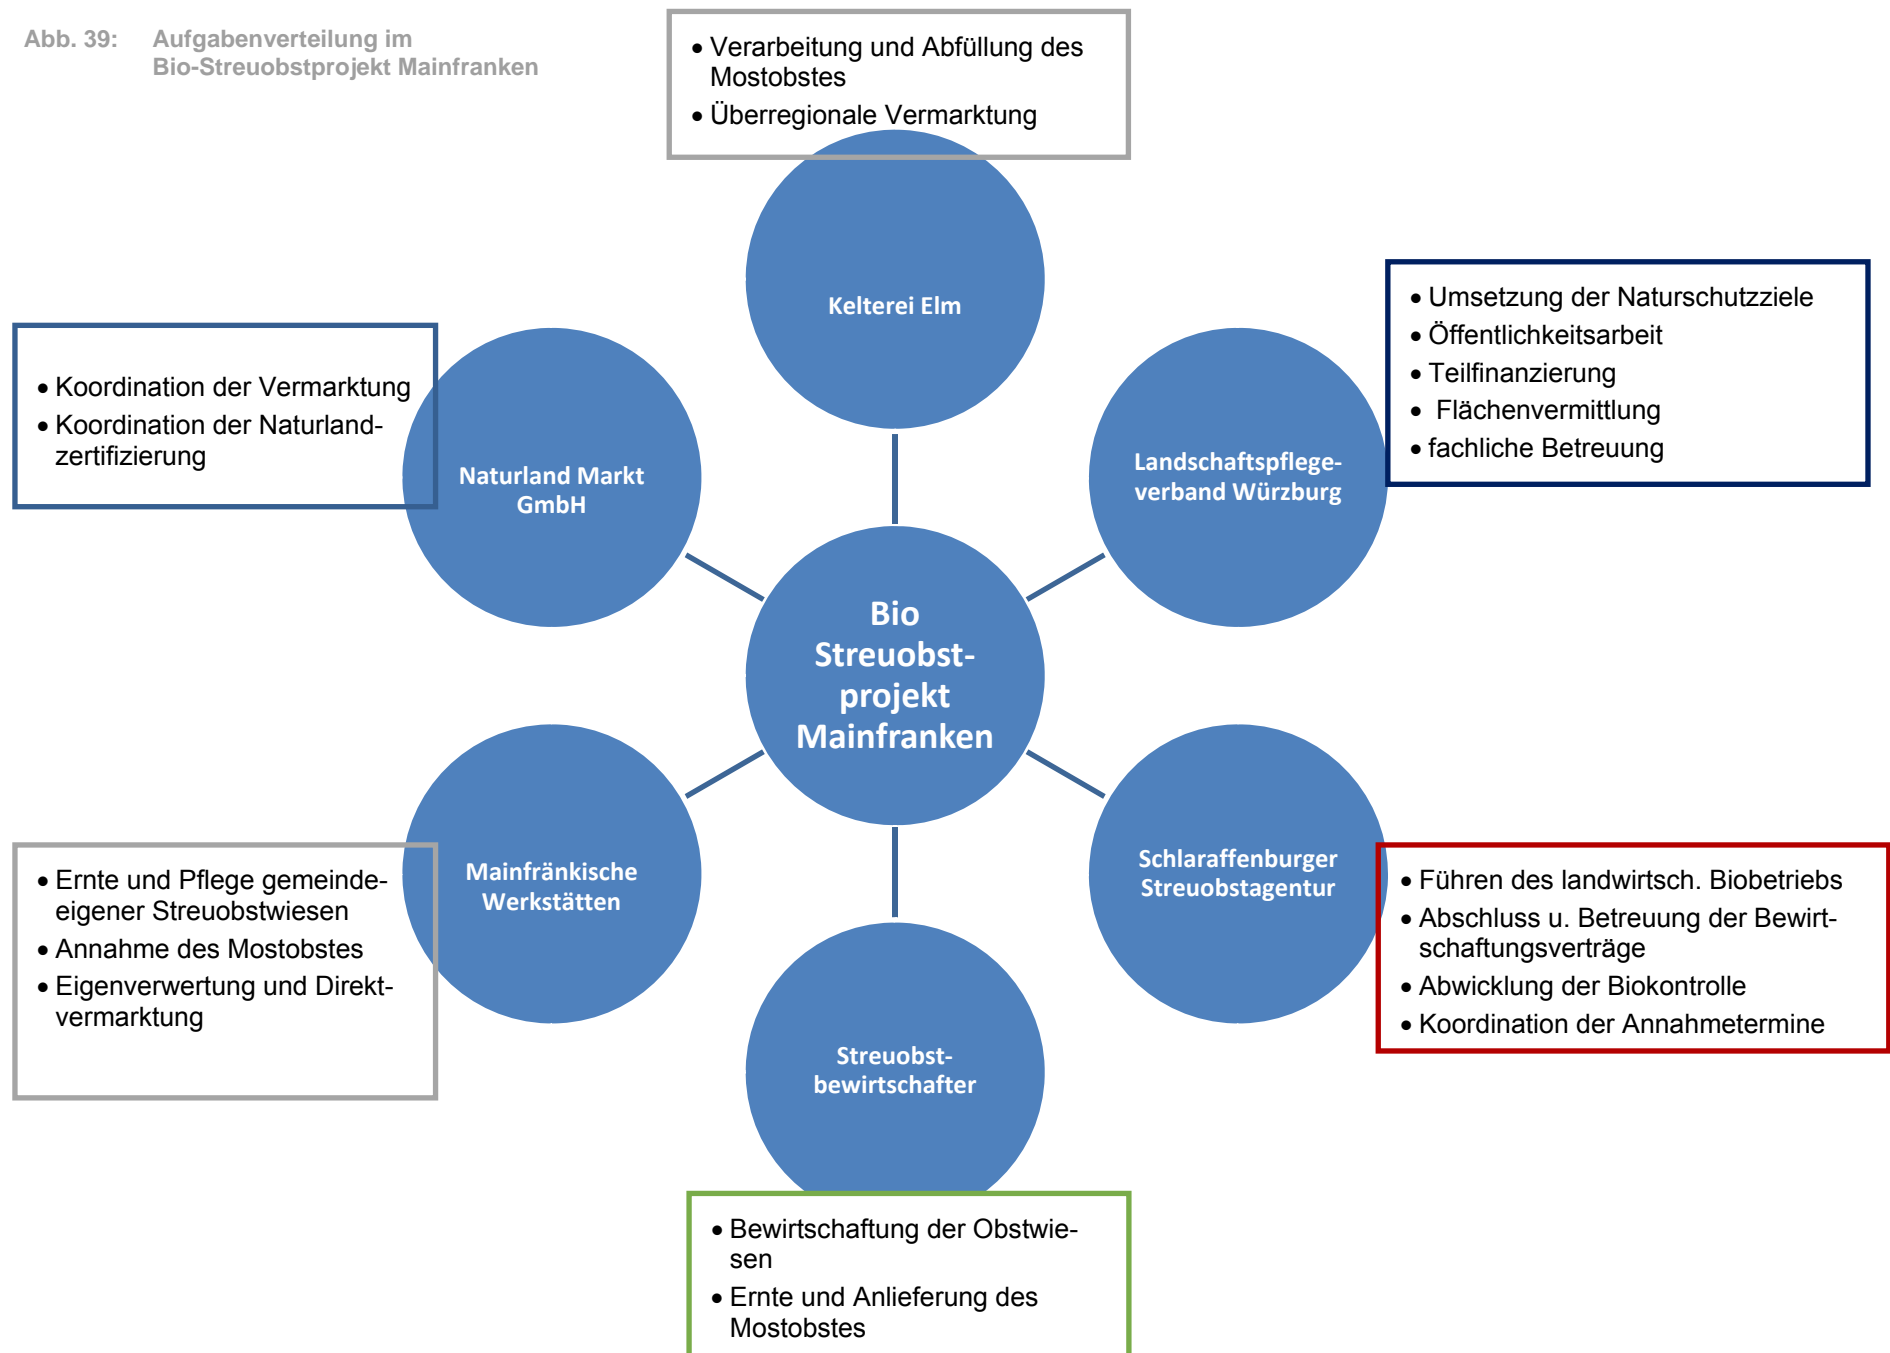 Abb. 39: Aufgabenverteilung im
Bio-Streuobstprojekt Mainfranken
• Verarbeitung und Abfüllung des
Mostobstes
• Überregionale Vermarktung
Kelterei Elm
• Umsetzung der Naturschutzziele
• Öffentlichkeitsarbeit
• Teilfinanzierung
• Flächenvermittlung
• fachliche Betreuung
Landschaftspflege-
verband Würzburg
• Koordination der Vermarktung
• Koordination der Naturland-
zertifizierung
Naturland Markt
GmbH
Bio
Streuobst-
projekt
Mainfranken
Mainfränkische
Werkstätten
• Ernte und Pflege gemeinde-
eigener Streuobstwiesen
• Annahme des Mostobstes
• Eigenverwertung und Direkt-
vermarktung
Schlaraffenburger
Streuobstagentur
• Führen des landwirtsch. Biobetriebs
• Abschluss u. Betreuung der Bewirt-
schaftungsverträge
• Abwicklung der Biokontrolle
• Koordination der Annahmetermine
Streuobst-
bewirtschafter
• Bewirtschaftung der Obstwie-
sen
• Ernte und Anlieferung des
Mostobstes